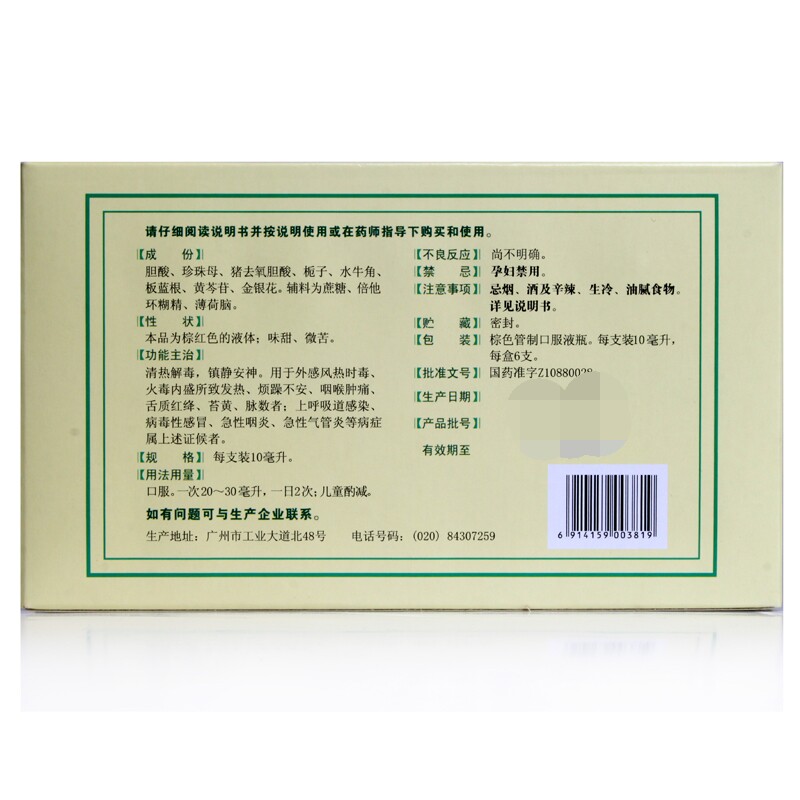 请仔细阅读说明书并按说明使用或在药师指导下购买和使用。
【成 份】
胆酸、珍珠母、猪去氧胆酸、栀子、水牛角、
板蓝根、黄芩苷、金银花。辅料为蔗糖、倍他
环糊精、薄荷脑。
【性 状】
本品为棕红色的液体；味甜、微苦。
【功能主治】
清热解毒，镇静安神。用于外感风热时毒、
火毒内盛所致发热、烦躁不安、咽喉肿痛、
舌质红绛、苔黄、脉数者；上呼吸道感染、
病毒性感冒、急性咽炎、急性气管炎等病症
属上述证候者。
【规 格】 每支装10毫升。
【用法用量】
口服。一次20～30毫升，一日2次；儿童酌减。
如有问题可与生产企业联系。
生产地址：广州市工业大道北48号 电话号码：(020) 84307259
【不良反应】 尚不明确。
【禁 忌】 孕妇禁用。
【注意事项】 忌烟、酒及辛辣、生冷、油腻食物。
详见说明书。
【贮 藏】 密封。
【包 装】 棕色管制口服液瓶。每支装10毫升，
每盒6支。
【批准文号】 国药准字Z108800
【生产日期】
【产品批号】
有效期至
6 914159 003819